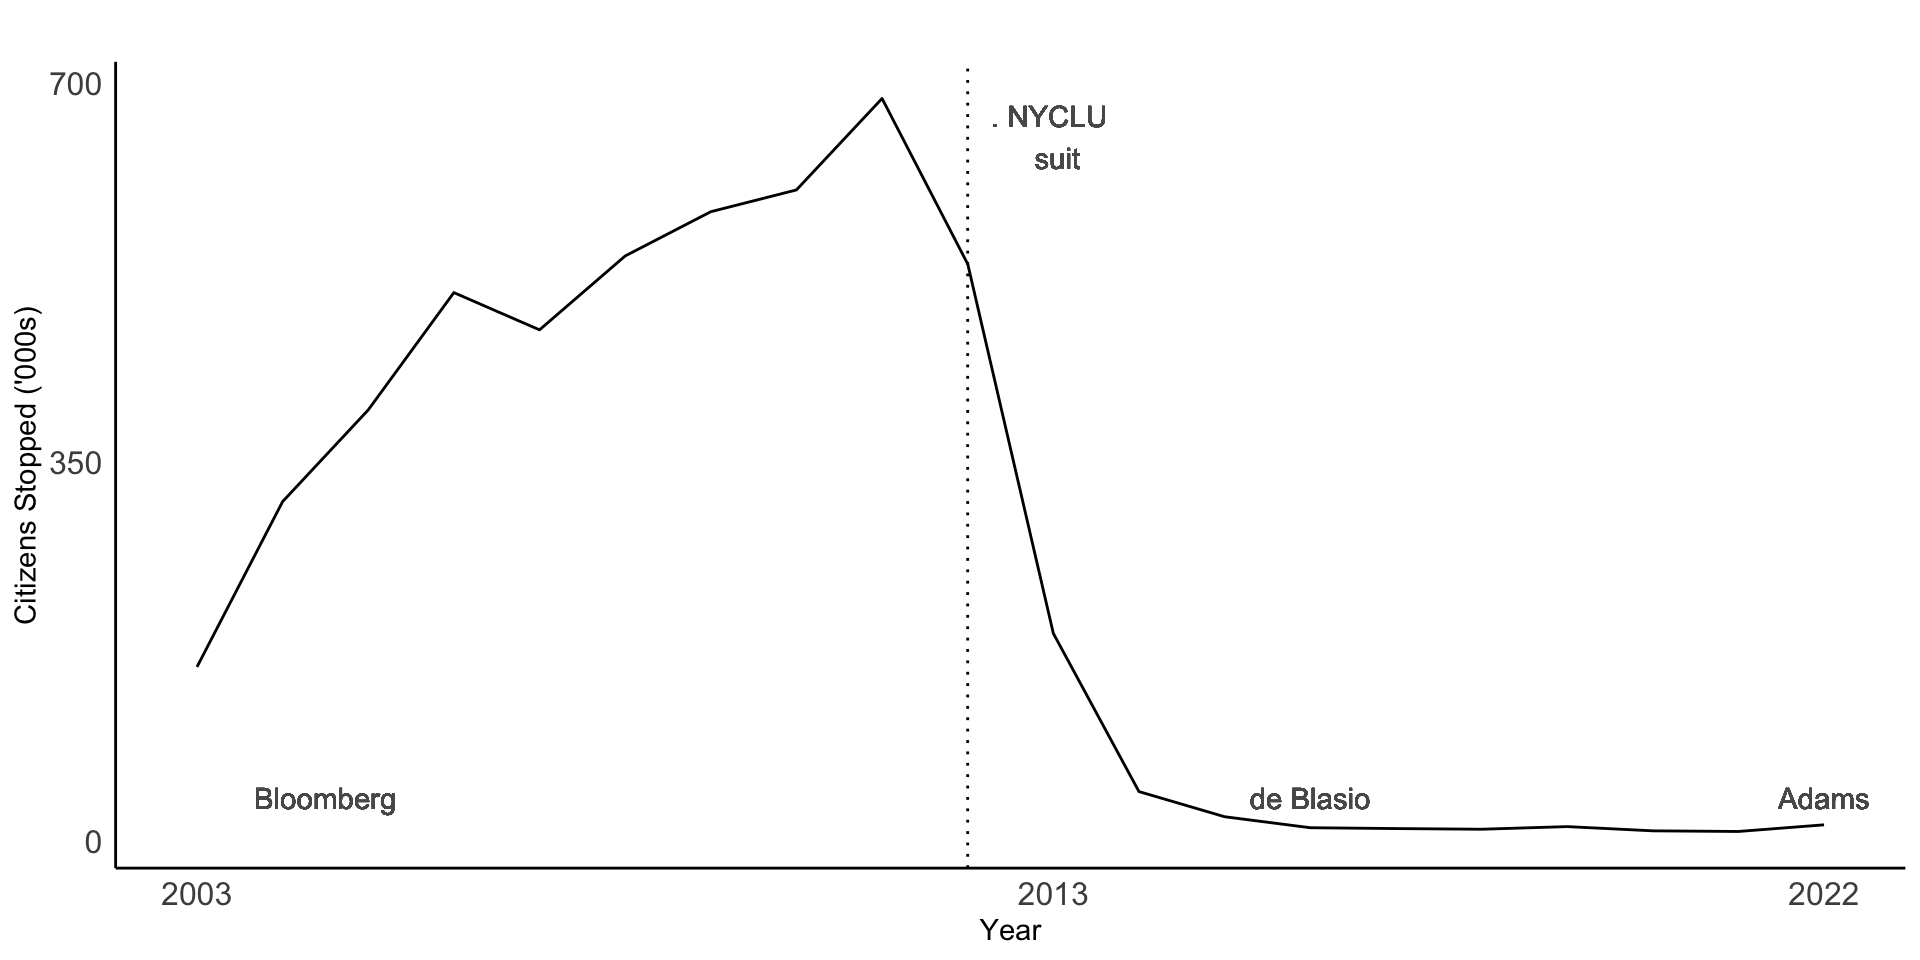 700
. NYCLU
suit
Citizens Stopped ('000s)
350
Bloomberg
de Blasio
Adams
0
2003
2013
2022
Year